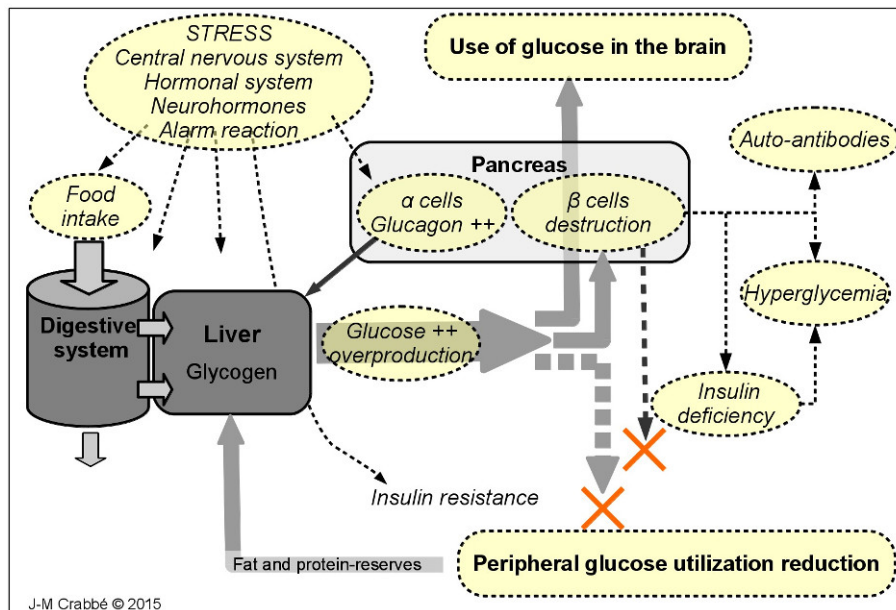 STRESS
Central nervous system
Hormonal system
Neurohormones
Alarm reaction
Use of glucose in the brain
Auto-antibodies
Pancreas
Food
intake
α cells
Glucagon ++
β cells
destruction
Hyperglycemia
Digestive
system
Liver
Glycogen
Glucose ++
overproduction
Insulin
deficiency
Insulin resistance
Fat and protein-reserves
Peripheral glucose utilization reduction
J-M Crabbé © 2015